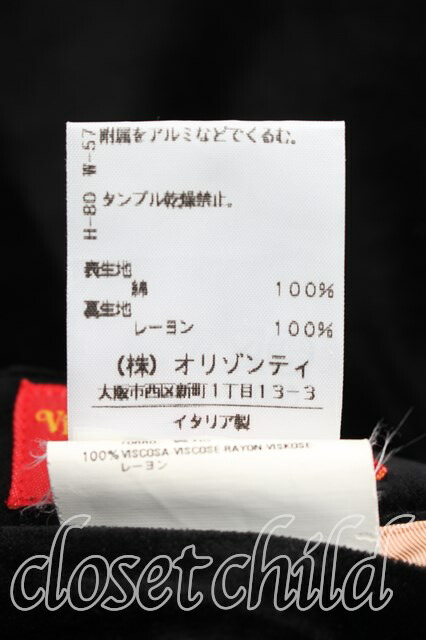 附属をアルミなどでくるむ。
W-57
タンブル乾燥禁止。
H-80
表生地
綿 100%
裏生地
レーヨン 100%
(株)オリゾンティ
大阪市西区新町1丁目13-3
イタリア製
100% VISCOSA-VISCOSE-RAYON-VISKOSE
レーヨン
closet child